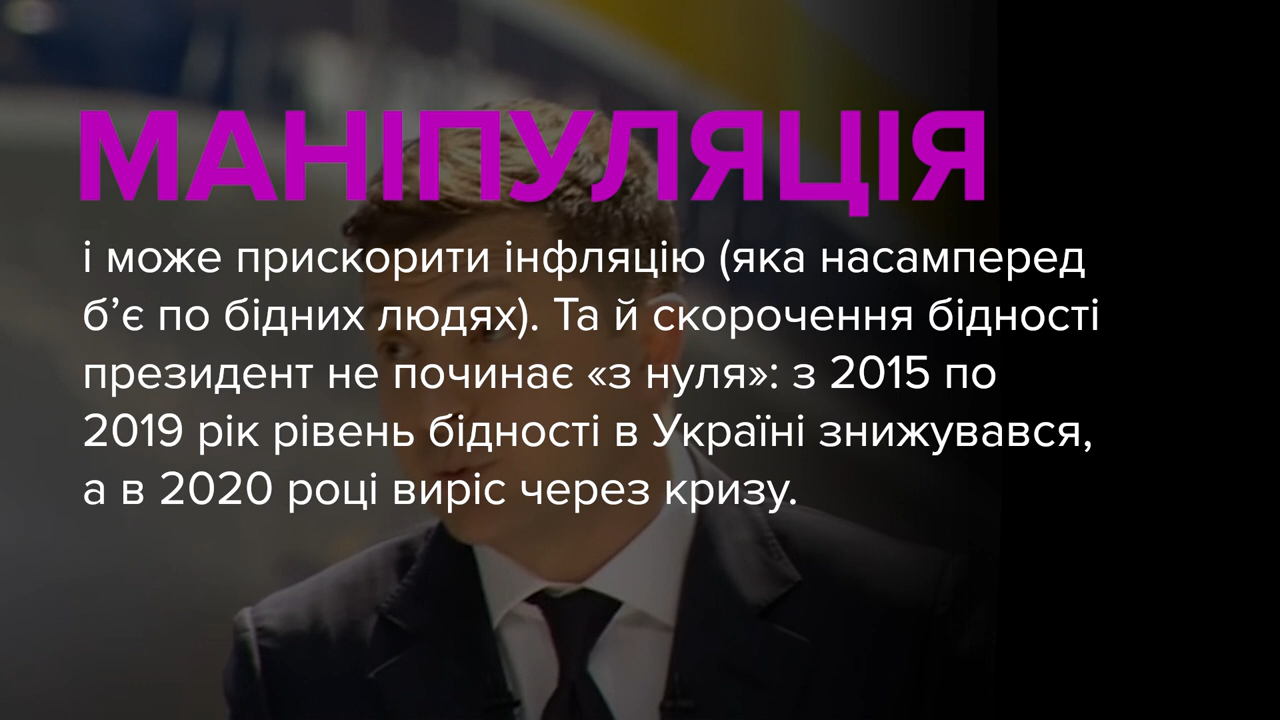 МАНІПУЛЯЦІЯ
і може прискорити інфляцію (яка насамперед
б’є по бідних людях). Та й скорочення бідності
президент не починає «з нуля»: з 2015 по
2019 рік рівень бідності в Україні знижувався,
а в 2020 році виріс через кризу.